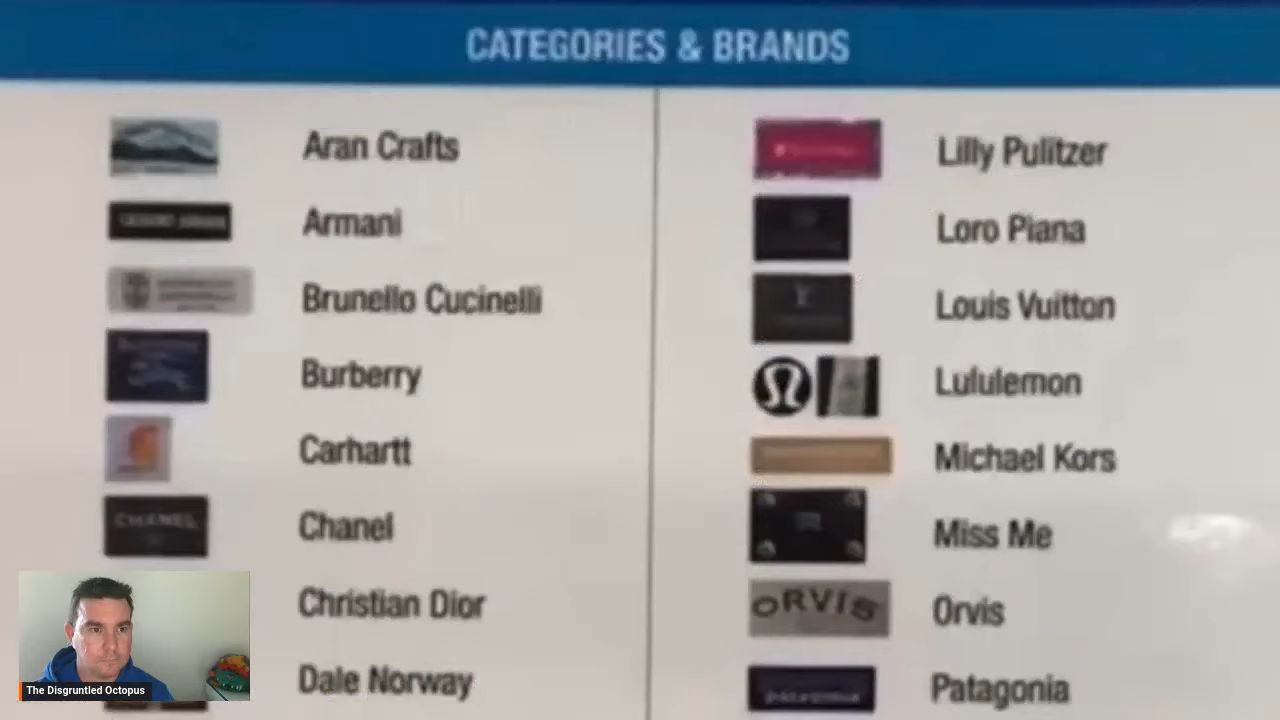 CATEGORIES & BRANDS
Aran Crafts
Armani
Brunello Cucinelli
Burberry
Carhartt
CHANEL
Chanel
Christian Dior
Dale Norway
Lilly Pulitzer
Loro Piana
Louis Vuitton
Lululemon
Michael Kors
Miss Me
ORVIS
Orvis
patagonia
Patagonia
The Disgruntled Octopus